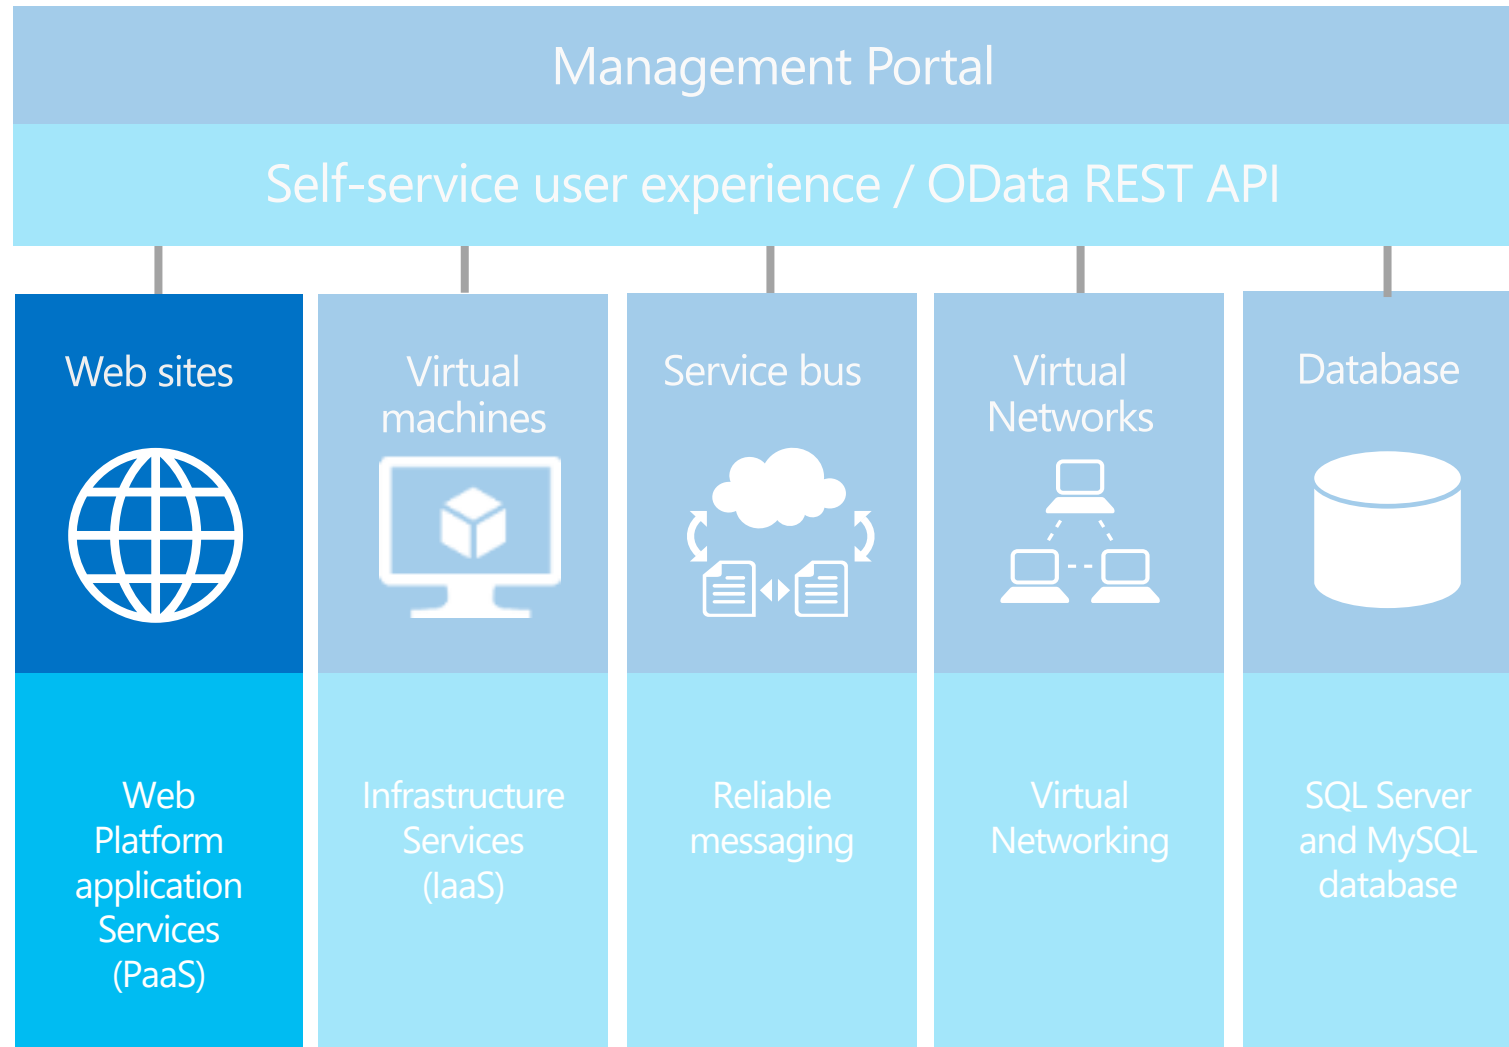 Management Portal
Self-service user experience / OData REST API
Web sites
Virtual
machines
Service bus
Virtual
Networks
Database
Web
Platform
application
Services
(PaaS)
Infrastructure
Services
(IaaS)
Reliable
messaging
Virtual
Networking
SQL Server
and MySQL
database